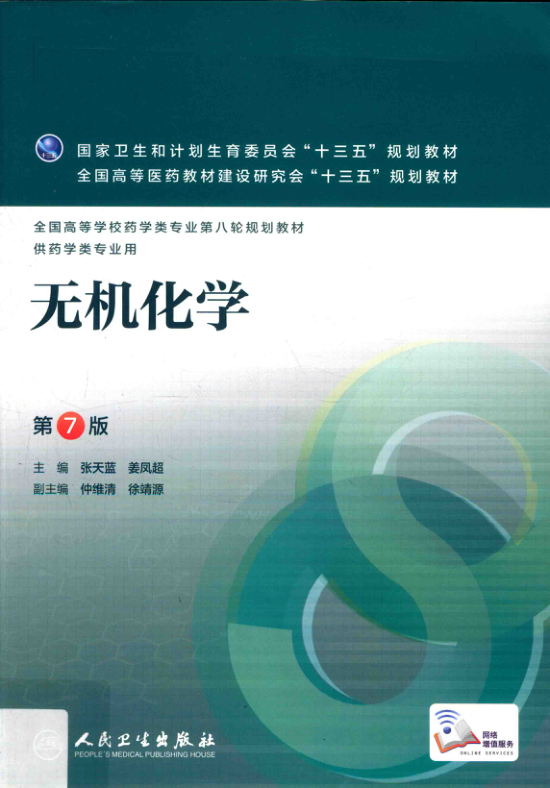 国家卫生和计划生育委员会“十三五”规划教材
全国高等医药教材建设研究会“十三五”规划教材
全国高等学校药学类专业第八轮规划教材
供药学类专业用
无机化学
第7版
主 编 张天蓝 姜凤超
副主编 仲维清 徐靖源
人民卫生出版社
PEOPLE'S MEDICAL PUBLISHING HOUSE
网络
增值服务
ONLINE SERVICES